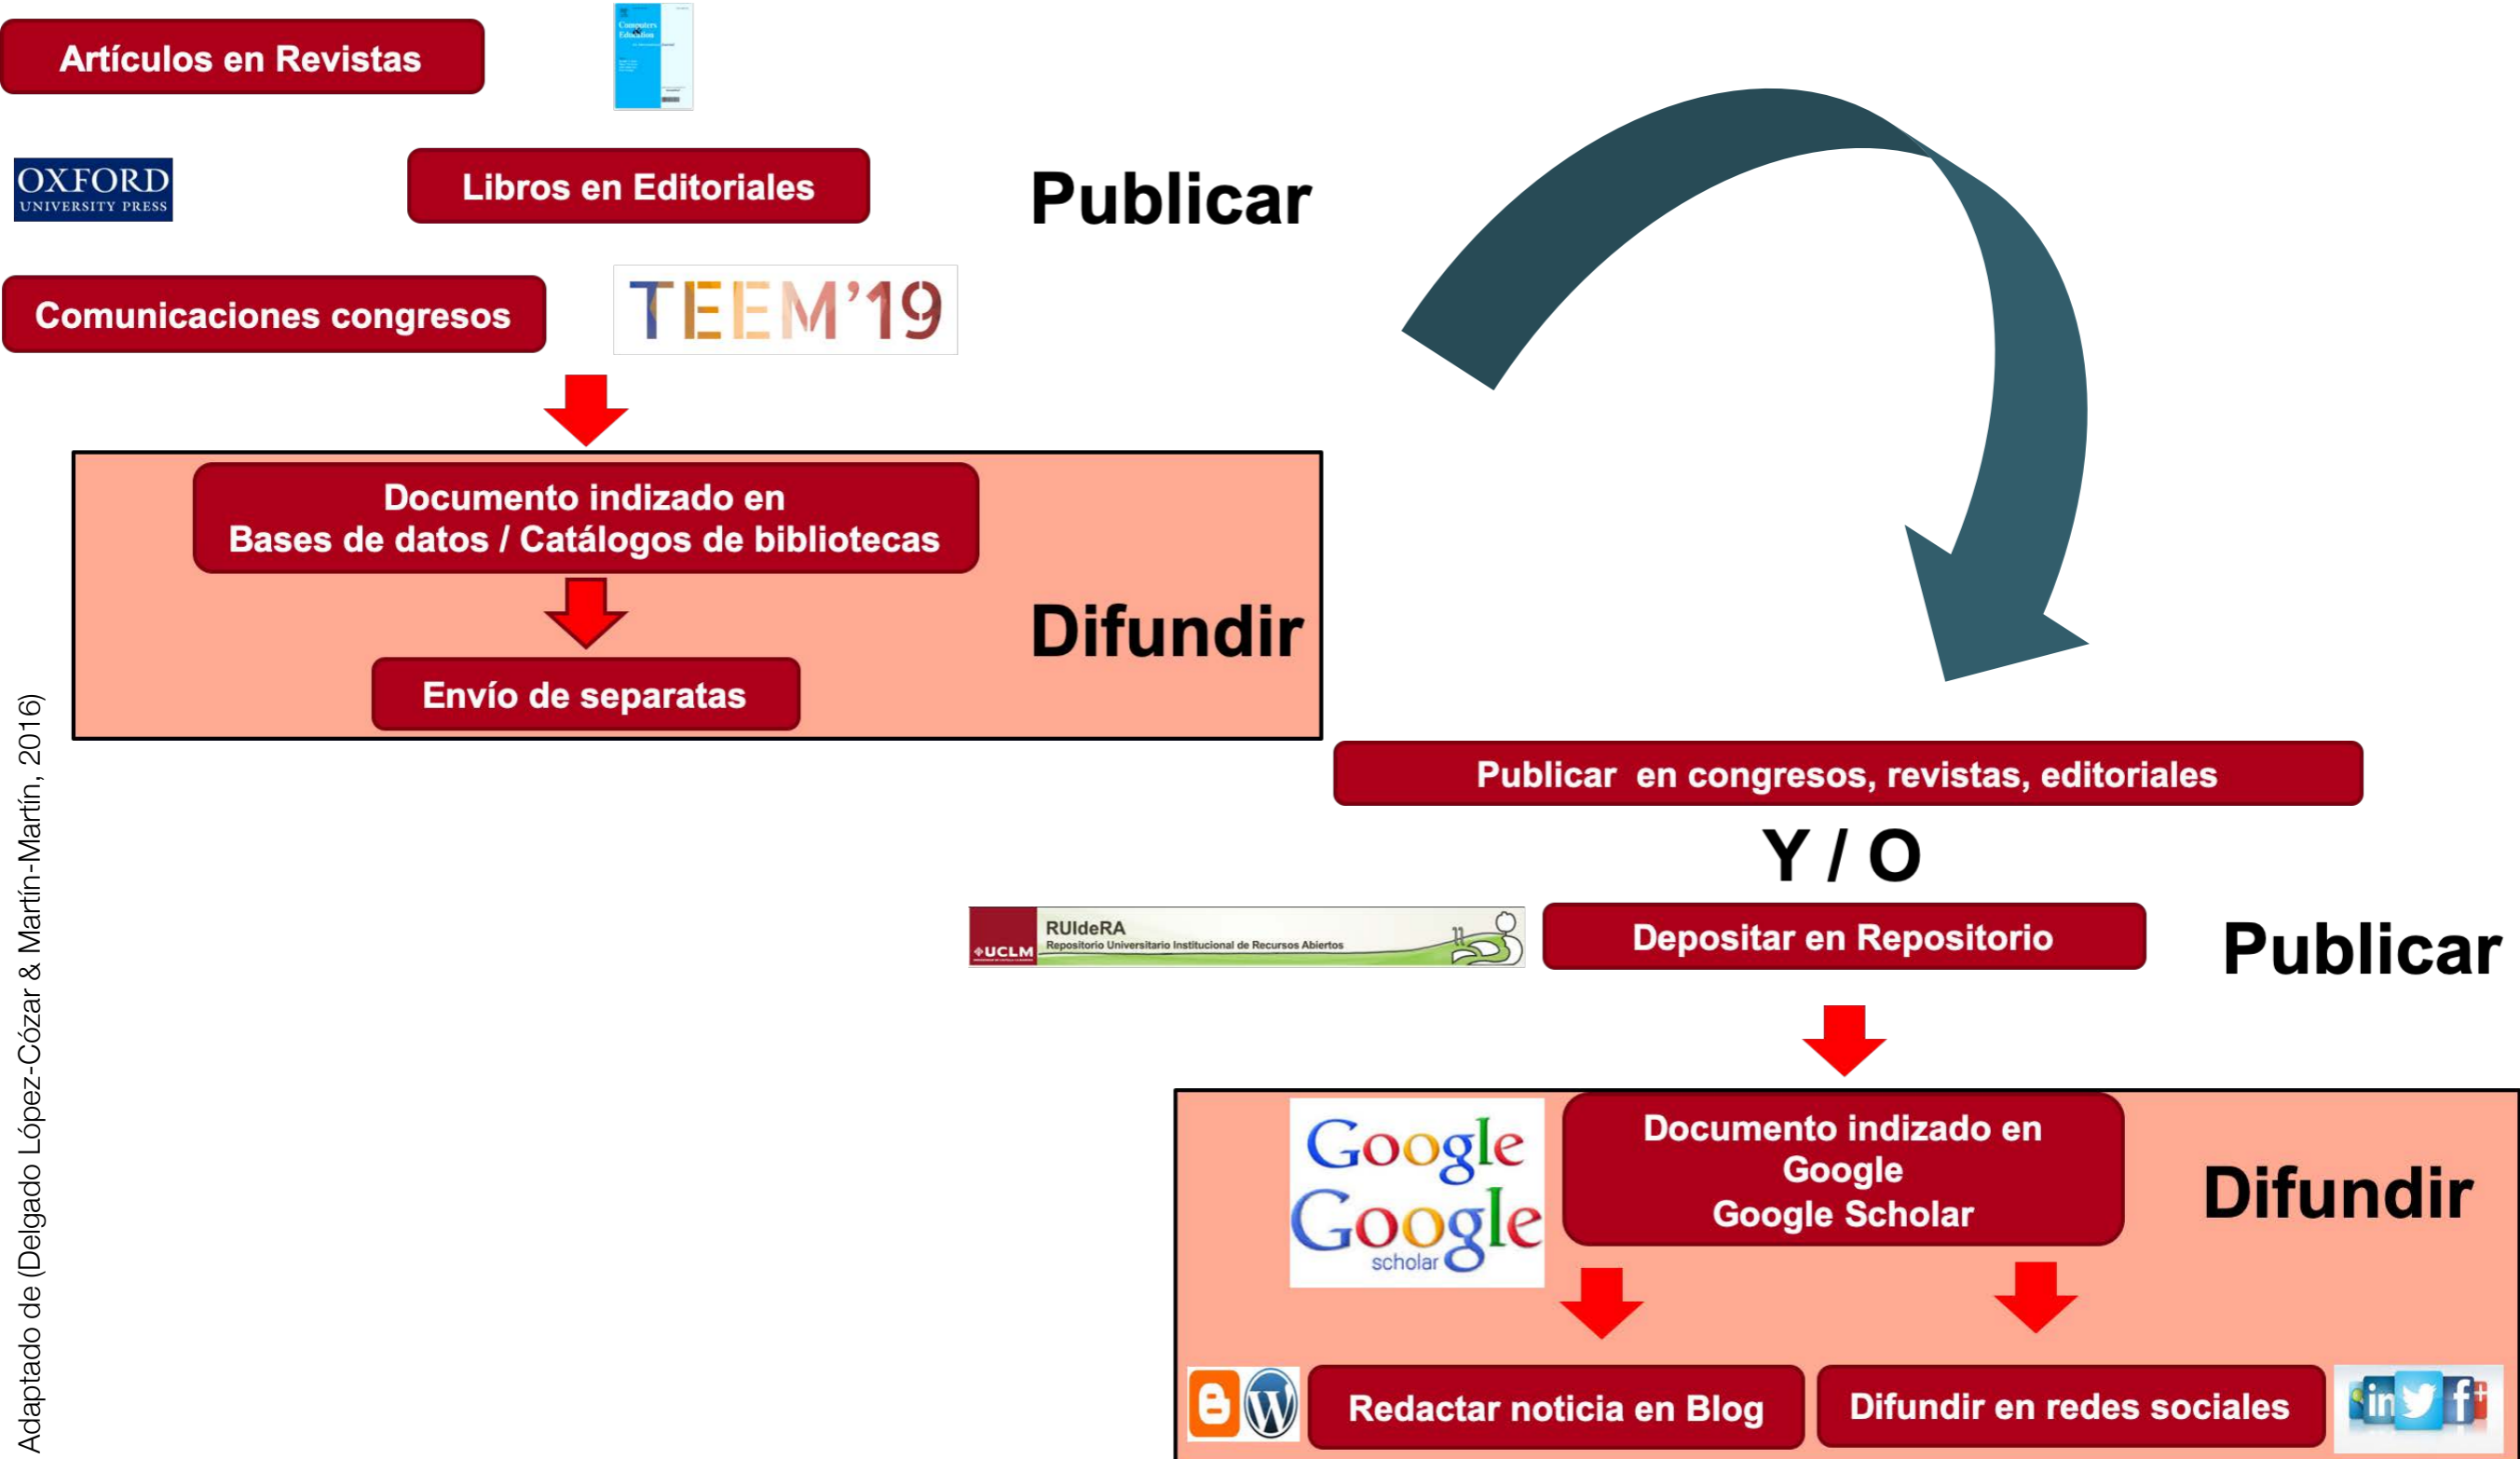 Artículos en Revistas
Computers
&
Education
OXFORD
UNIVERSITY PRESS
Libros en Editoriales
Publicar
Comunicaciones congresos
TEEM'19
Documento indizado en
Bases de datos / Catálogos de bibliotecas
Difundir
Envío de separatas
Adaptado de (Delgado López-Cózar & Martín-Martín, 2016)
Publicar en congresos, revistas, editoriales
Y / O
UCLM
RUIdeRA
Repositorio Universitario Institucional de Recursos Abiertos
Depositar en Repositorio
Publicar
Google
Google
scholar
Documento indizado en
Google
Google Scholar
Difundir
Redactar noticia en Blog
Difundir en redes sociales
in
f